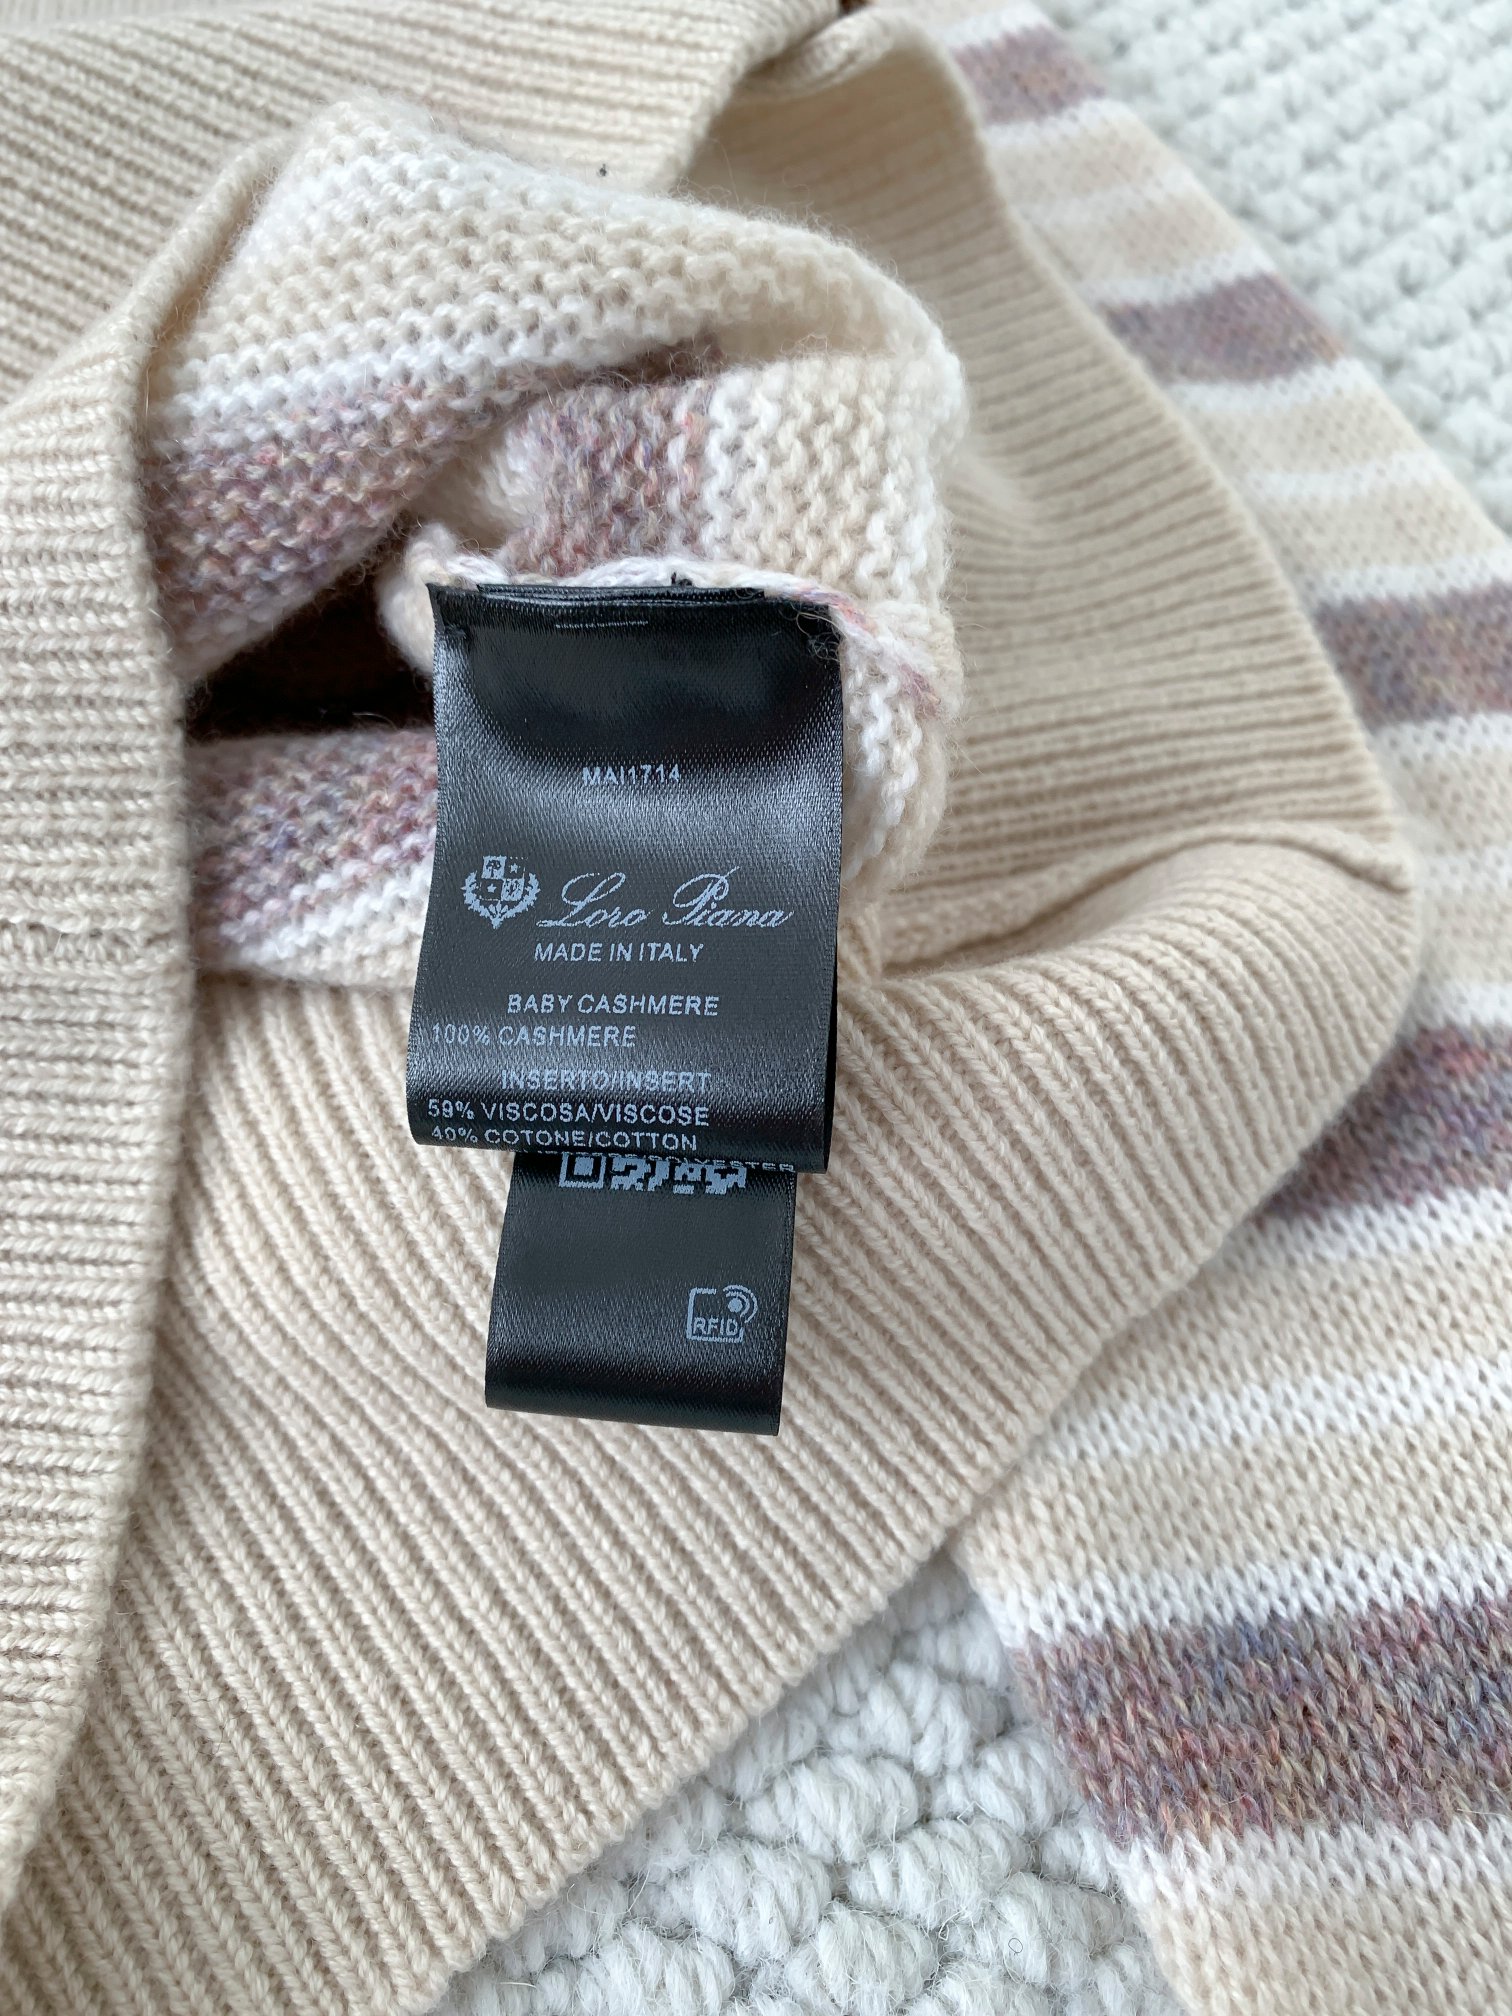 MAI1714
Loro Piana
MADE IN ITALY
BABY CASHMERE
100% CASHMERE
INSERTO/INSERT
59% VISCOSA/VISCOSE
40% COTONE/COTTON
RFID